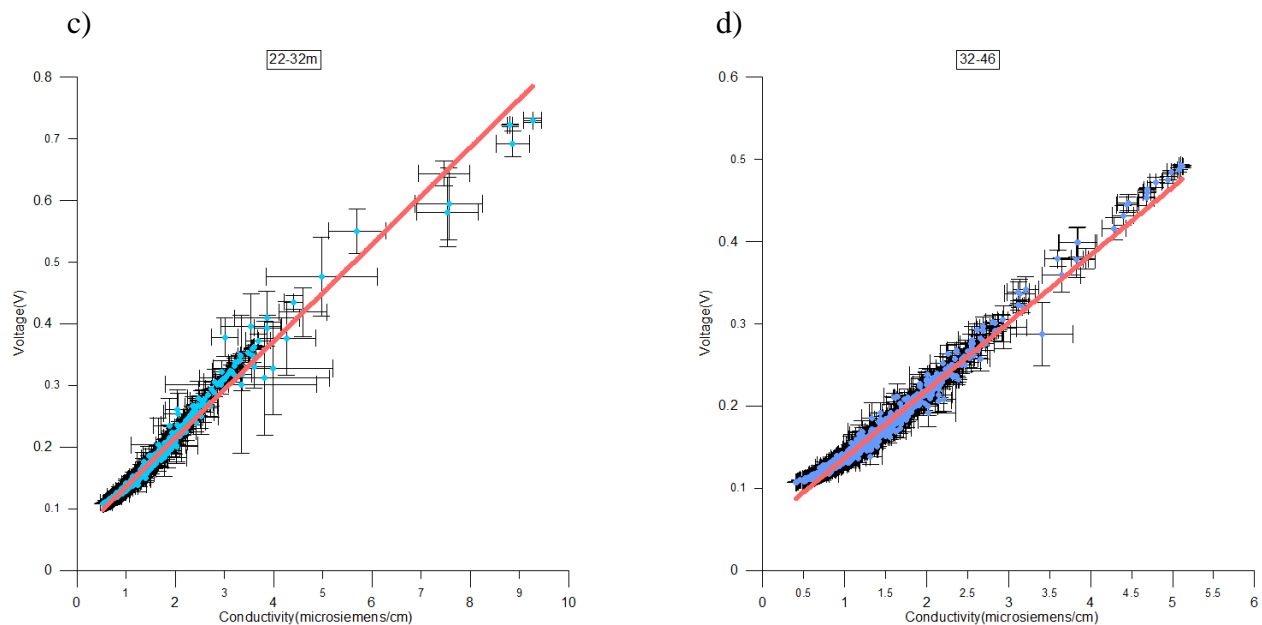 c)
22-32m
0.8
0.7
0.6
0.5
0.4
0.3
0.2
0.1
0
Voltage(V)
0 1 2 3 4 5 6 7 8 9 10
Conductivity(microsiemens/cm)
d)
32-46
0.6
0.5
0.4
0.3
0.2
0.1
0
Voltage(V)
0 0.5 1 1.5 2 2.5 3 3.5 4 4.5 5 5.5 6
Conductivity(microsiemens/cm)